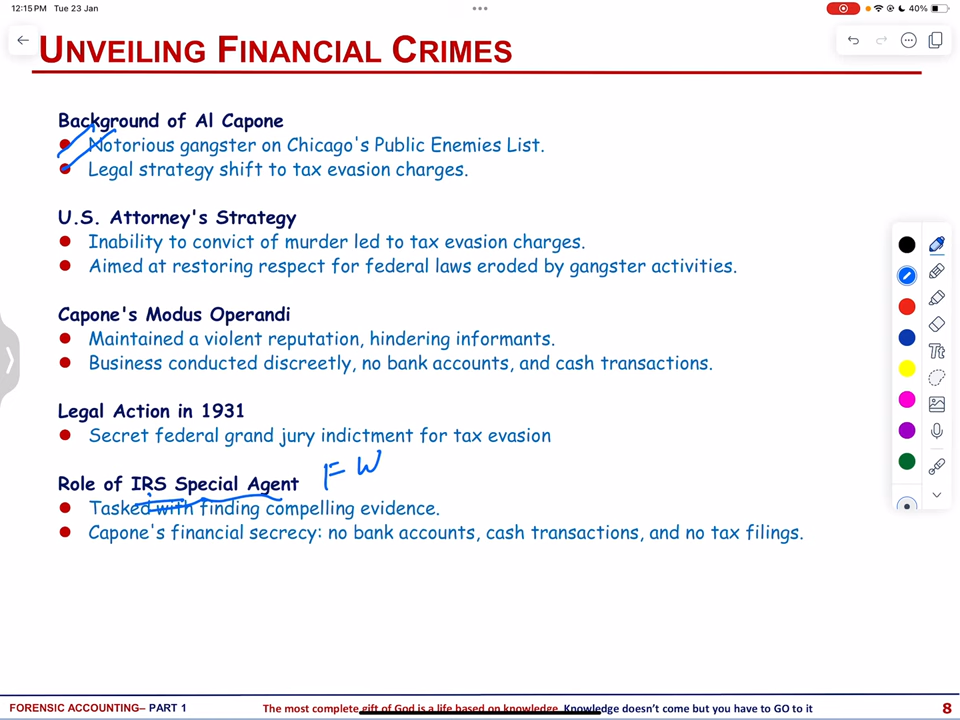 12:15 PM Tue 23 Jan
40%
UNVEILING FINANCIAL CRIMES
Background of Al Capone
Notorious gangster on Chicago's Public Enemies List.
Legal strategy shift to tax evasion charges.
U.S. Attorney's Strategy
Inability to convict of murder led to tax evasion charges.
Aimed at restoring respect for federal laws eroded by gangster activities.
Capone's Modus Operandi
Maintained a violent reputation, hindering informants.
Business conducted discreetly, no bank accounts, and cash transactions.
Legal Action in 1931
Secret federal grand jury indictment for tax evasion
Role of IRS Special Agent FW
Tasked with finding compelling evidence.
Capone's financial secrecy: no bank accounts, cash transactions, and no tax filings.
Tt
FORENSIC ACCOUNTING– PART 1
The most complete gift of God is a life based on knowledge. Knowledge doesn't come but you have to GO to it
8